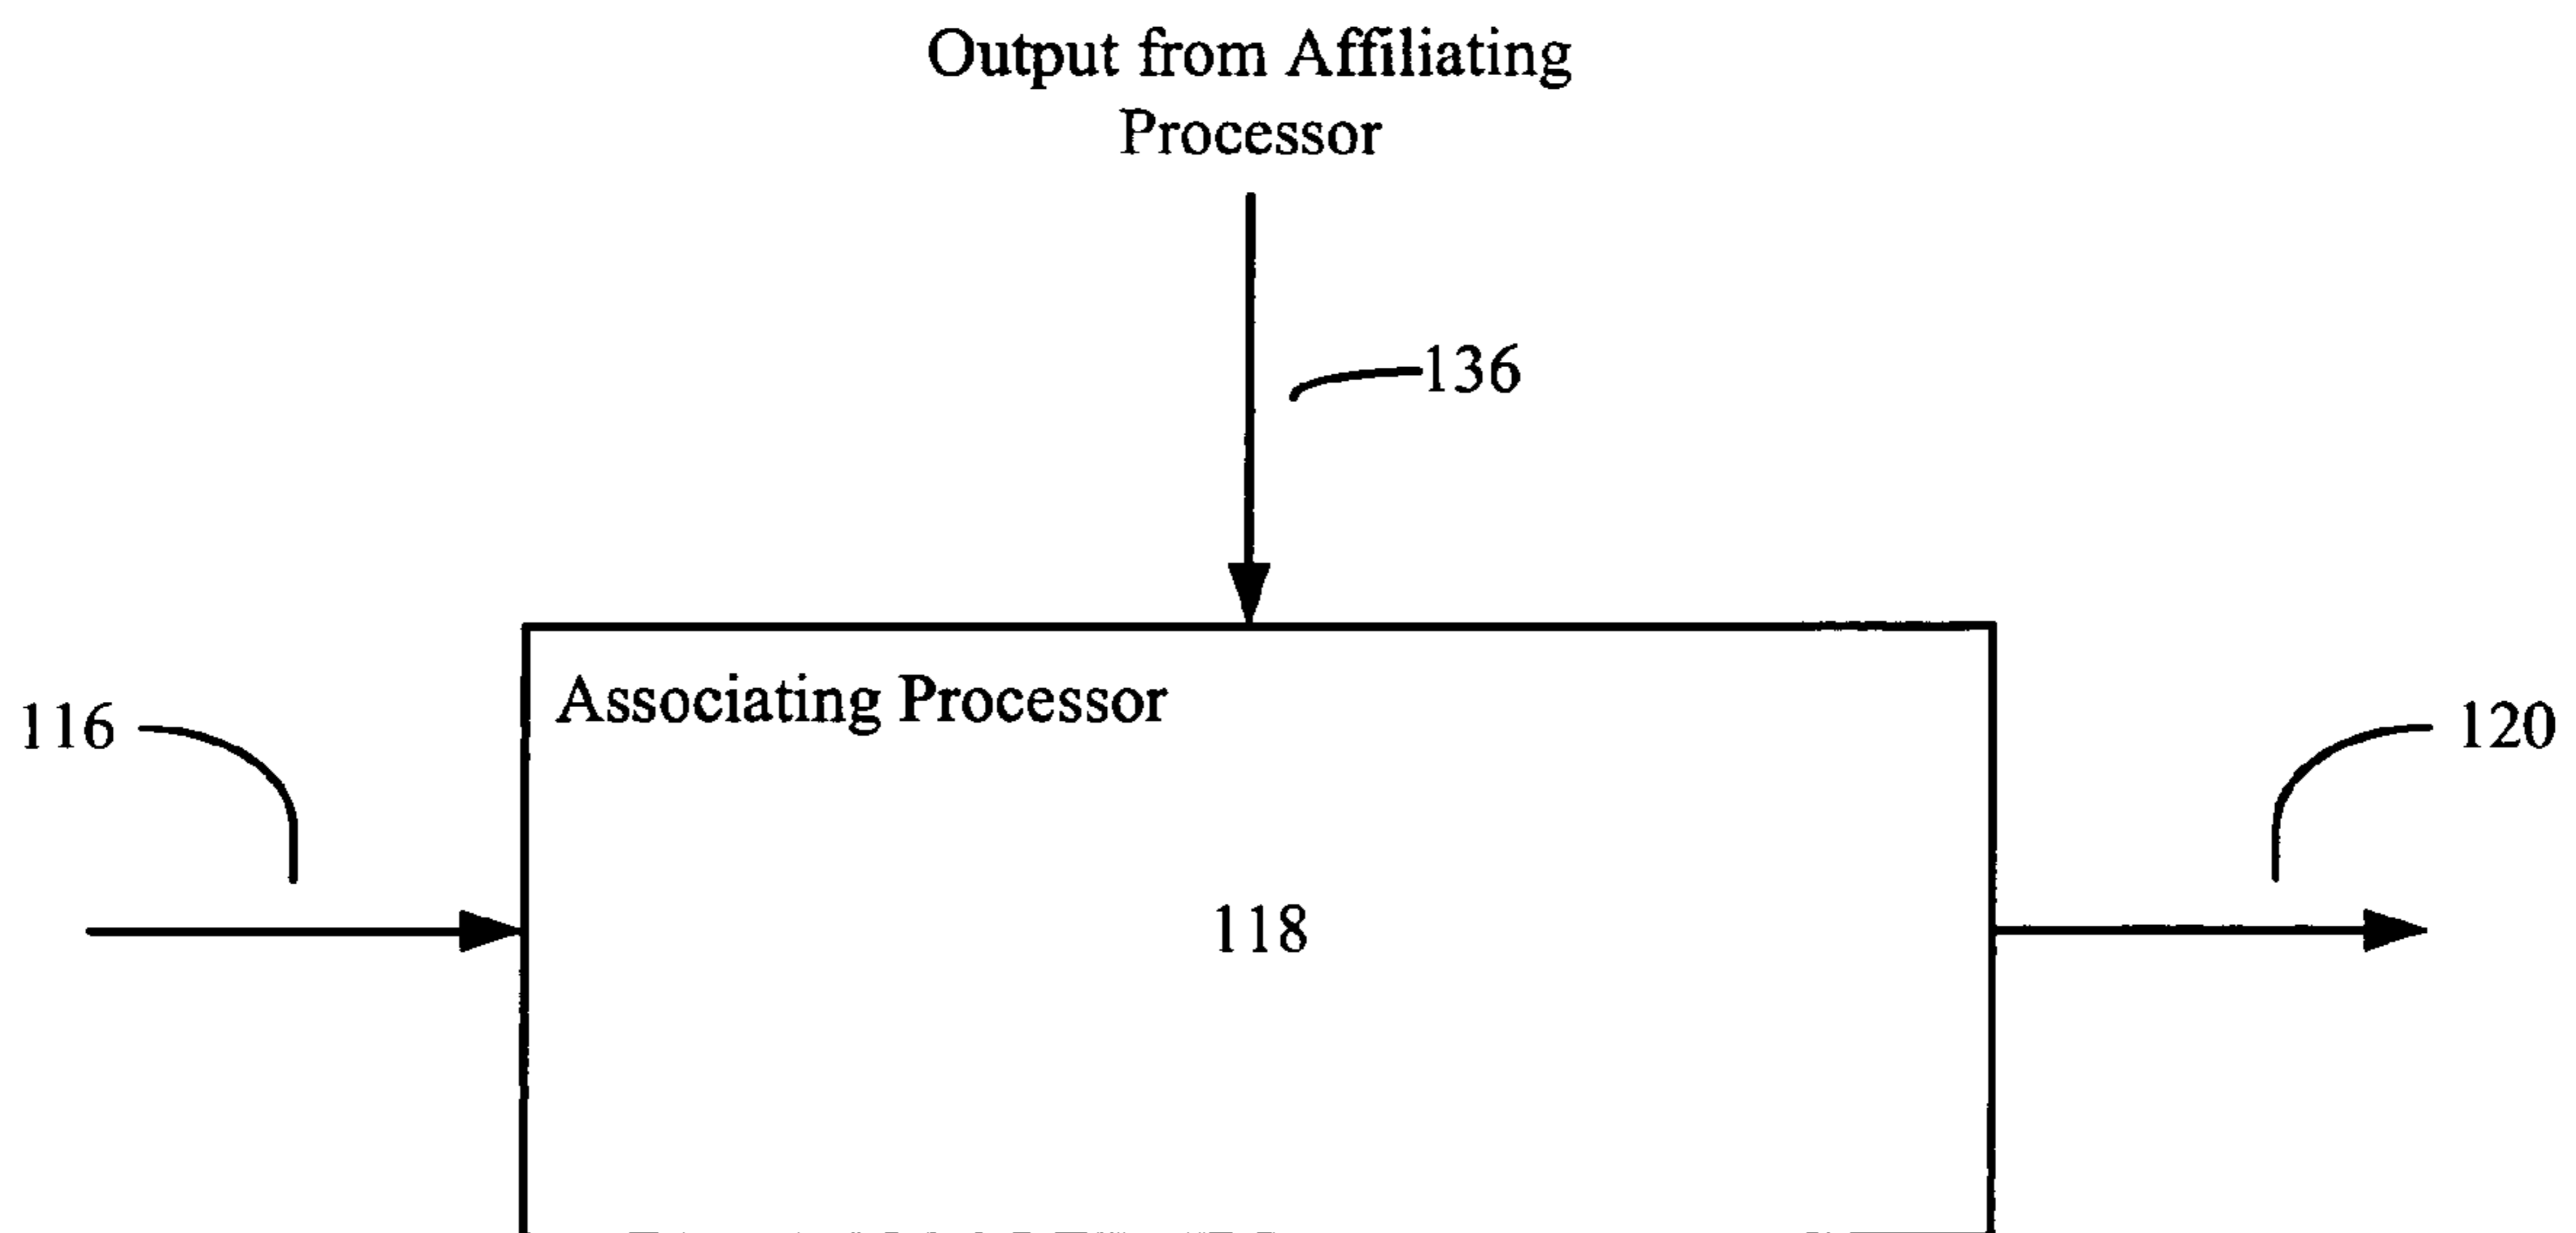 Output from Affiliating
Processor
136
Associating Processor
116
120
118